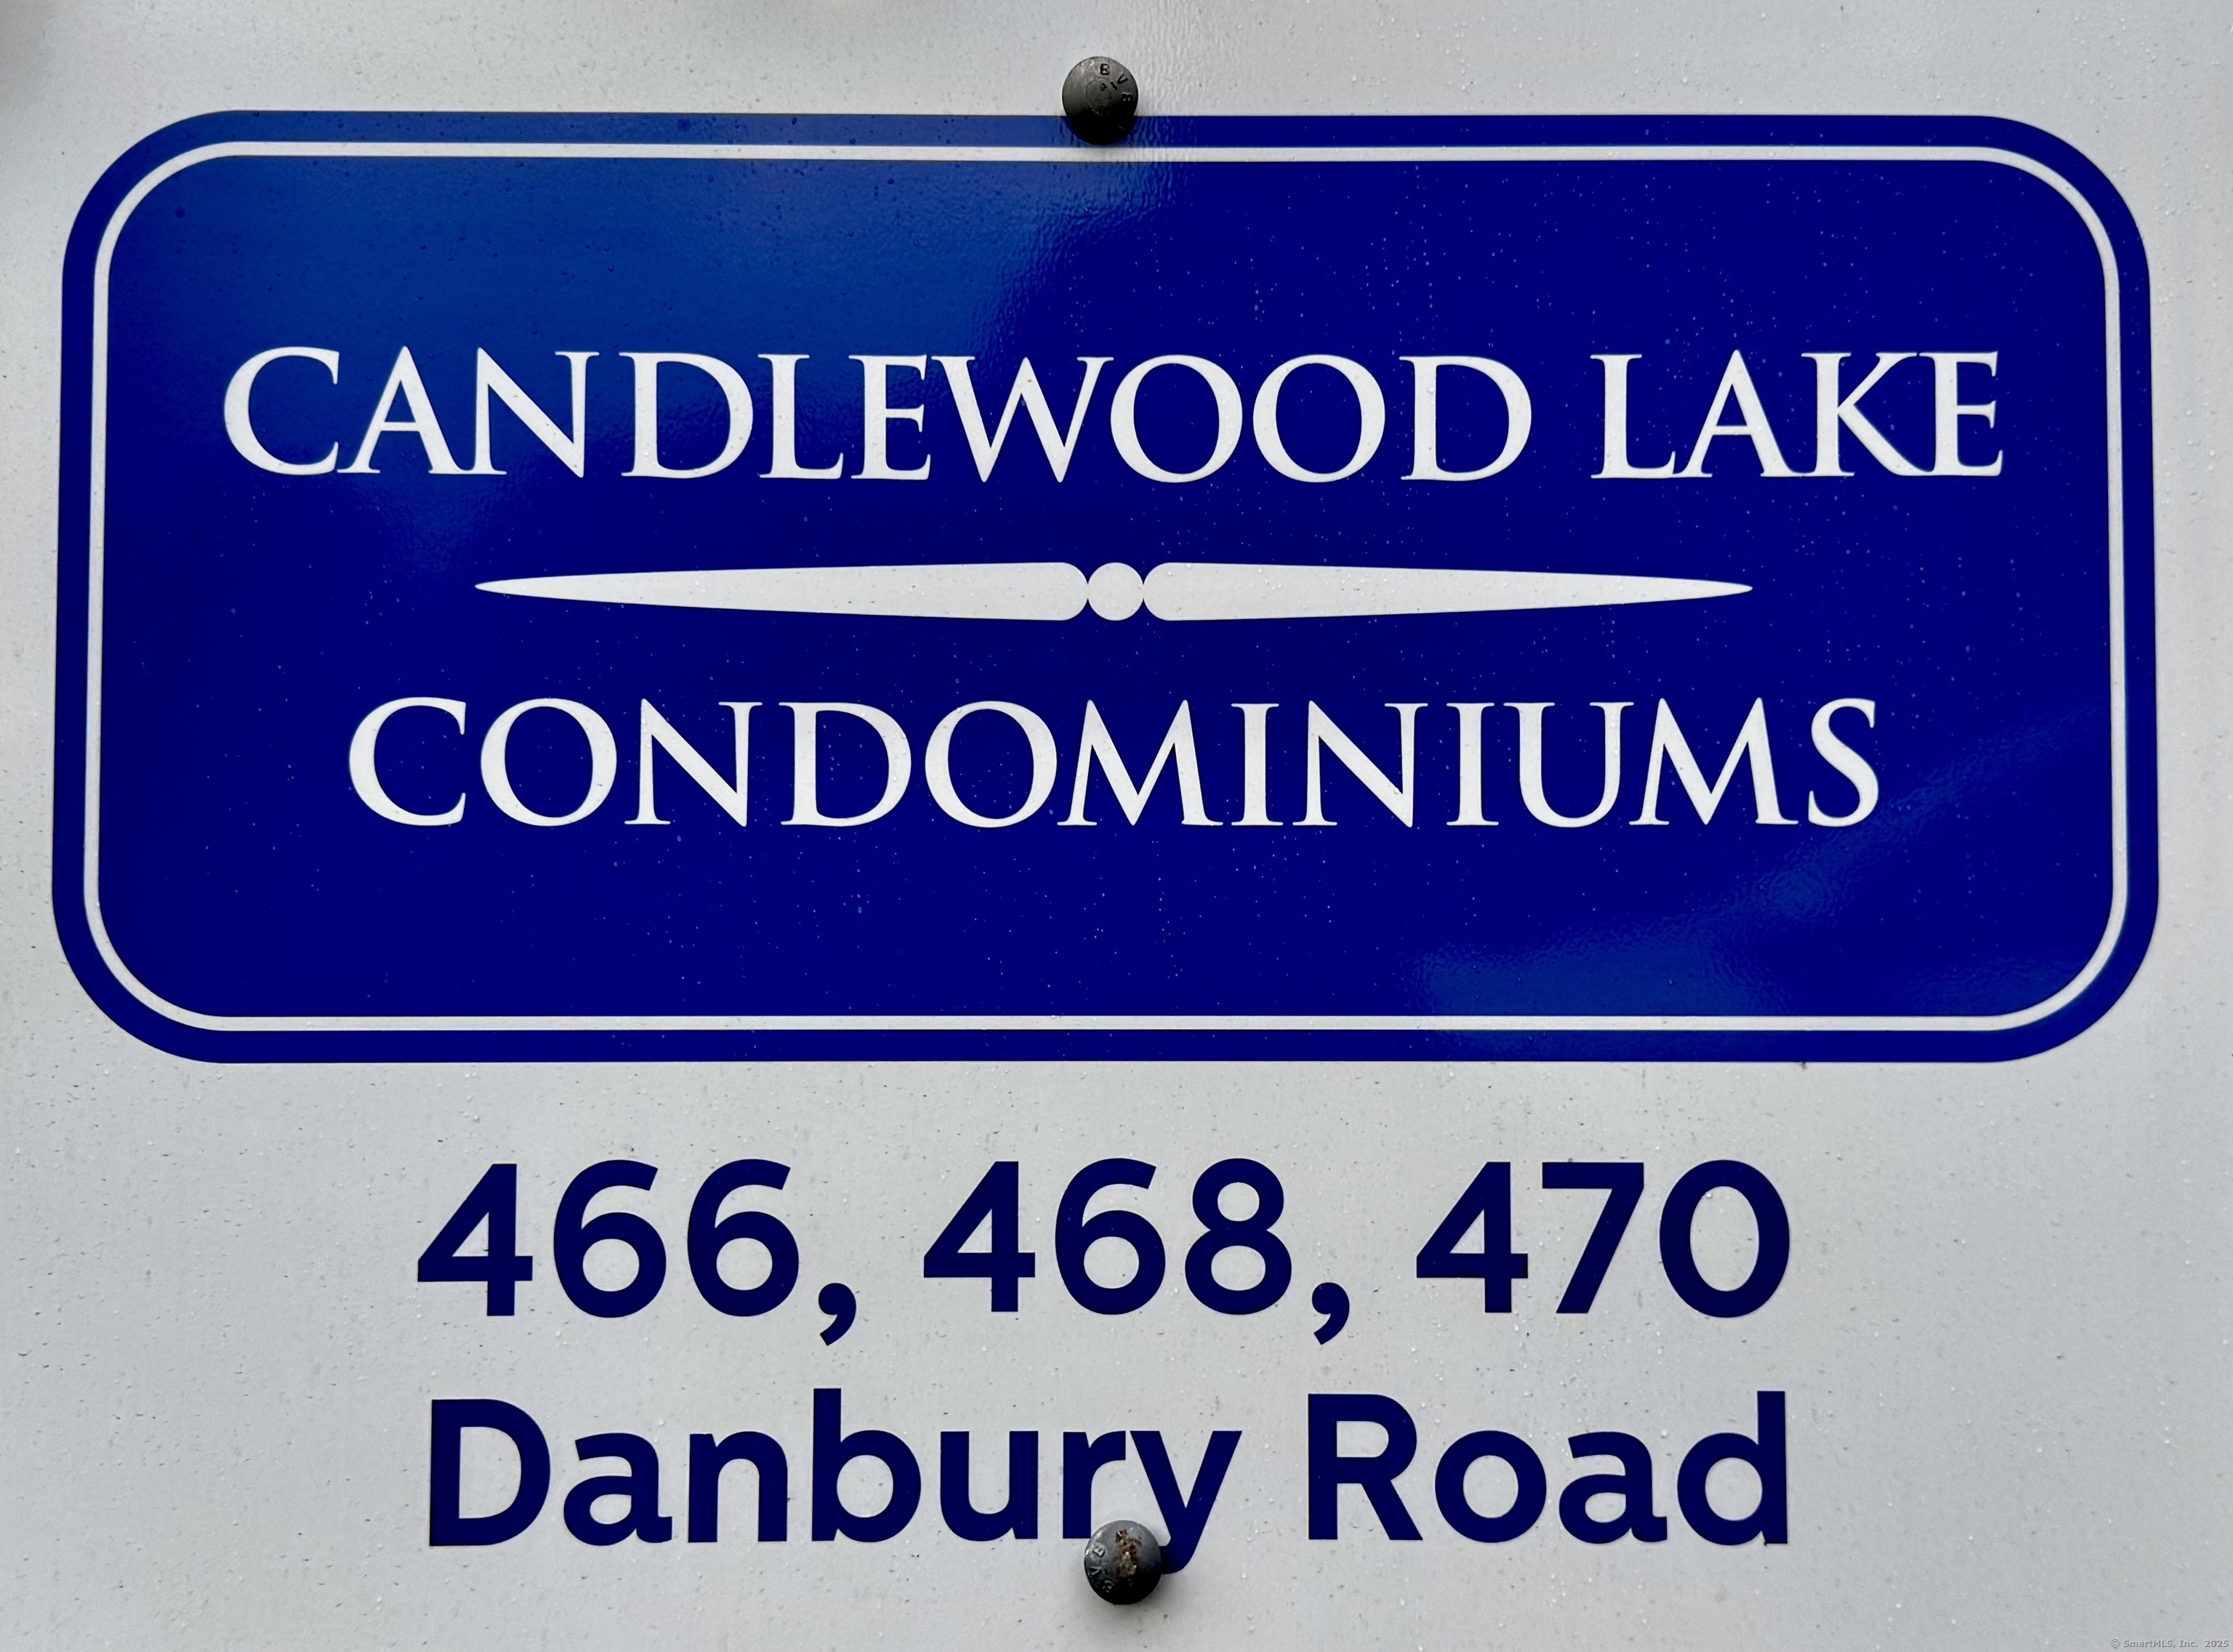 CANDLEWOOD LAKE
CONDOMINIUMS
466, 468, 470
Danbury Road
© SmartMLS, Inc. 2025